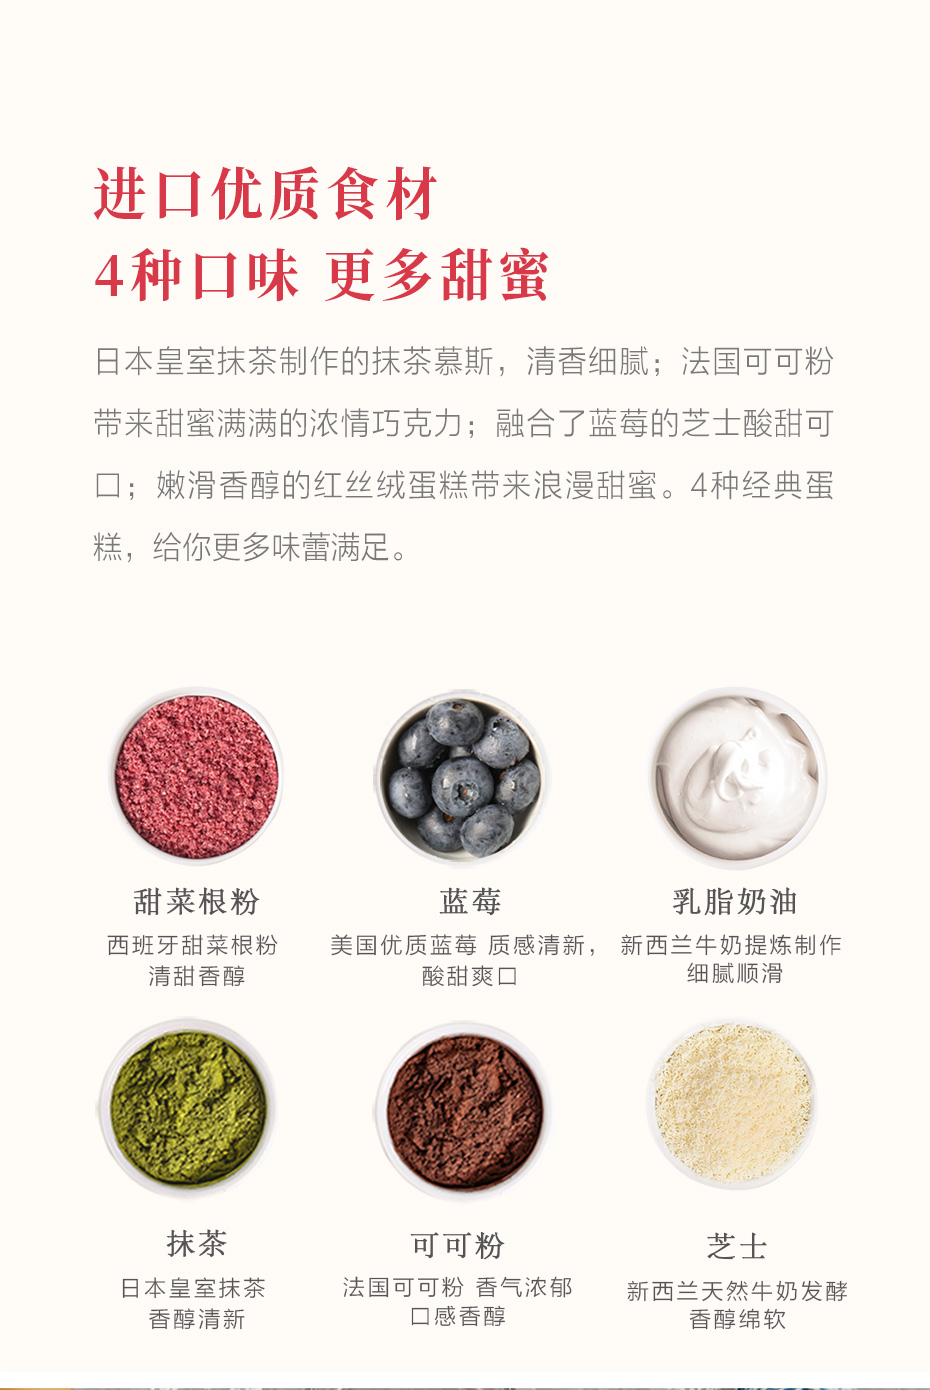 进口优质食材
4种口味 更多甜蜜
日本皇室抹茶制作的抹茶慕斯，清香细腻；法国可可粉
带来甜蜜满满的浓情巧克力；融合了蓝莓的芝士酸甜可
口；嫩滑香醇的红丝绒蛋糕带来浪漫甜蜜。4种经典蛋
糕，给你更多味蕾满足。
甜菜根粉
西班牙甜菜根粉
清甜香醇
蓝莓
美国优质蓝莓 质感清新，
酸甜爽口
乳脂奶油
新西兰牛奶提炼制作
细腻顺滑
抹茶
日本皇室抹茶
香醇清新
可可粉
法国可可粉 香气浓郁
口感香醇
芝士
新西兰天然牛奶发酵
香醇绵软